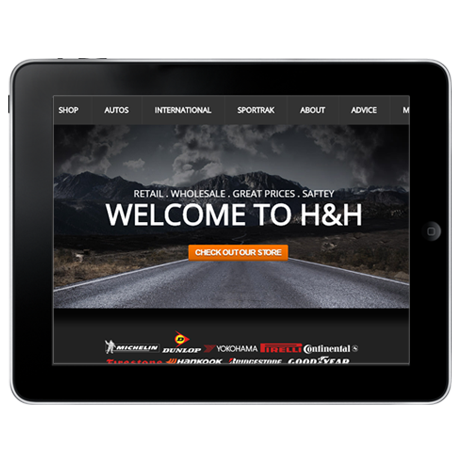 SHOP AUTOS INTERNATIONAL SPORTRAK ABOUT ADVICE M
RETAIL . WHOLESALE . GREAT PRICES . SAFTEY
WELCOME TO H&H
CHECK OUT OUR STORE
MICHELIN DUNLOP YOKOHAMA PIRELLI Continental
Firestone HANKOOK BRIDGESTONE GOODYEAR